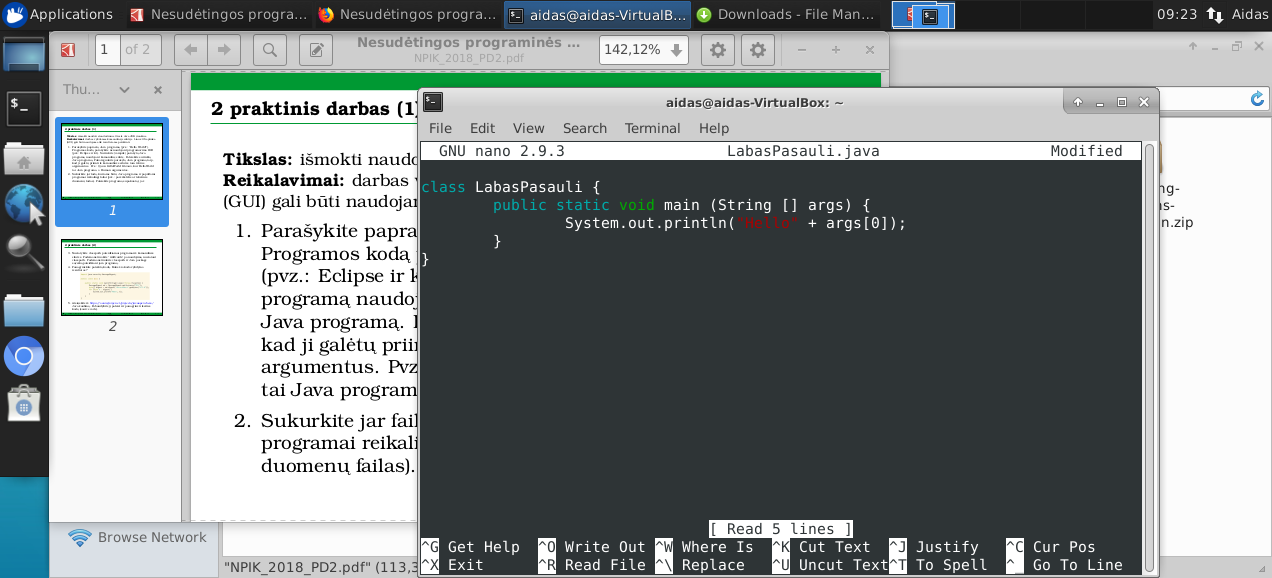 Applications
Nesudėtingo progra...
Nesudėtingo progra...
aidas@aidas-VirtualB...
Downloads - File Man...
09:23
Aidas
1 of 2
Nesudėtingos programinės ...
NPIK_2018_PD2.pdf
142,12%
Thu...
1
2
2 praktinis darbas (1)
Tikslas: išmokti naudo
Reikalavimai: darbas v
(GUI) gali būti naudojan
1. Parašykite papra
Programos kodą
(pvz.: Eclipse ir k
programą naudoj
Java programą.
kad ji galėtų priim
argumentus. Pvz
tai Java program
2. Sukurkite jar fail
programai reikali
duomenų failas).
Browse Network
"NPIK_2018_PD2.pdf" (113,3
aidas@aidas-VirtualBox: ~
File Edit View Search Terminal Help
GNU nano 2.9.3 LabasPasauli.java Modified
class LabasPasauli {
public static void main (String [] args) {
System.out.println("Hello" + args[0]);
}
}
[ Read 5 lines ]
^G Get Help ^O Write Out ^W Where Is ^K Cut Text ^J Justify ^C Cur Pos
^X Exit ^R Read File ^\ Replace ^U Uncut Text ^T To Spell ^_ Go To Line
ng-
s-
n.zip